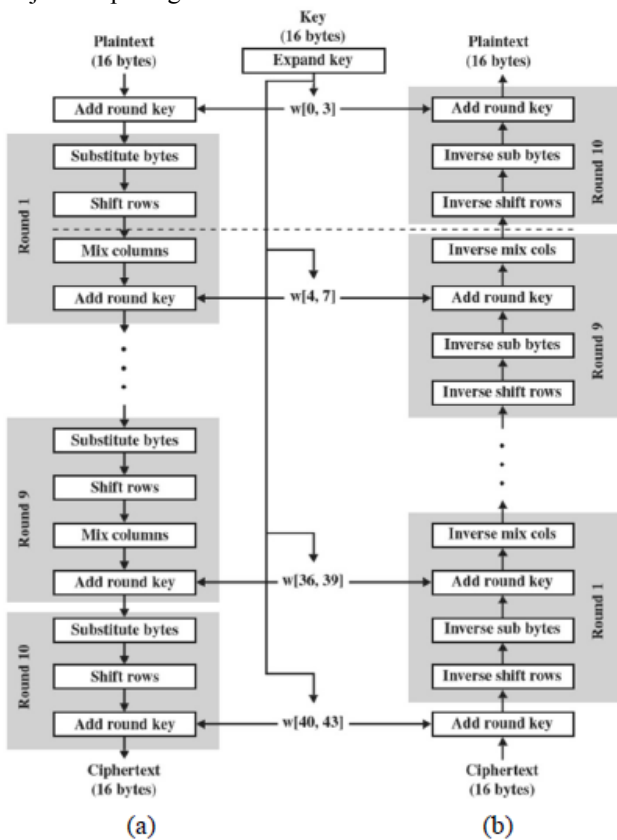 Plaintext
(16 bytes)
Add round key
Round 1
Substitute bytes
Shift rows
Mix columns
Add round key
Round 9
Substitute bytes
Shift rows
Mix columns
Add round key
Round 10
Substitute bytes
Shift rows
Add round key
Ciphertext
(16 bytes)
(a)
Key
(16 bytes)
Expand key
w[0, 3]
w[4, 7]
w[36, 39]
w[40, 43]
Plaintext
(16 bytes)
Add round key
Inverse sub bytes
Inverse shift rows
Round 10
Inverse mix cols
Add round key
Inverse sub bytes
Inverse shift rows
Round 9
Inverse mix cols
Add round key
Inverse sub bytes
Inverse shift rows
Round 1
Add round key
Ciphertext
(16 bytes)
(b)